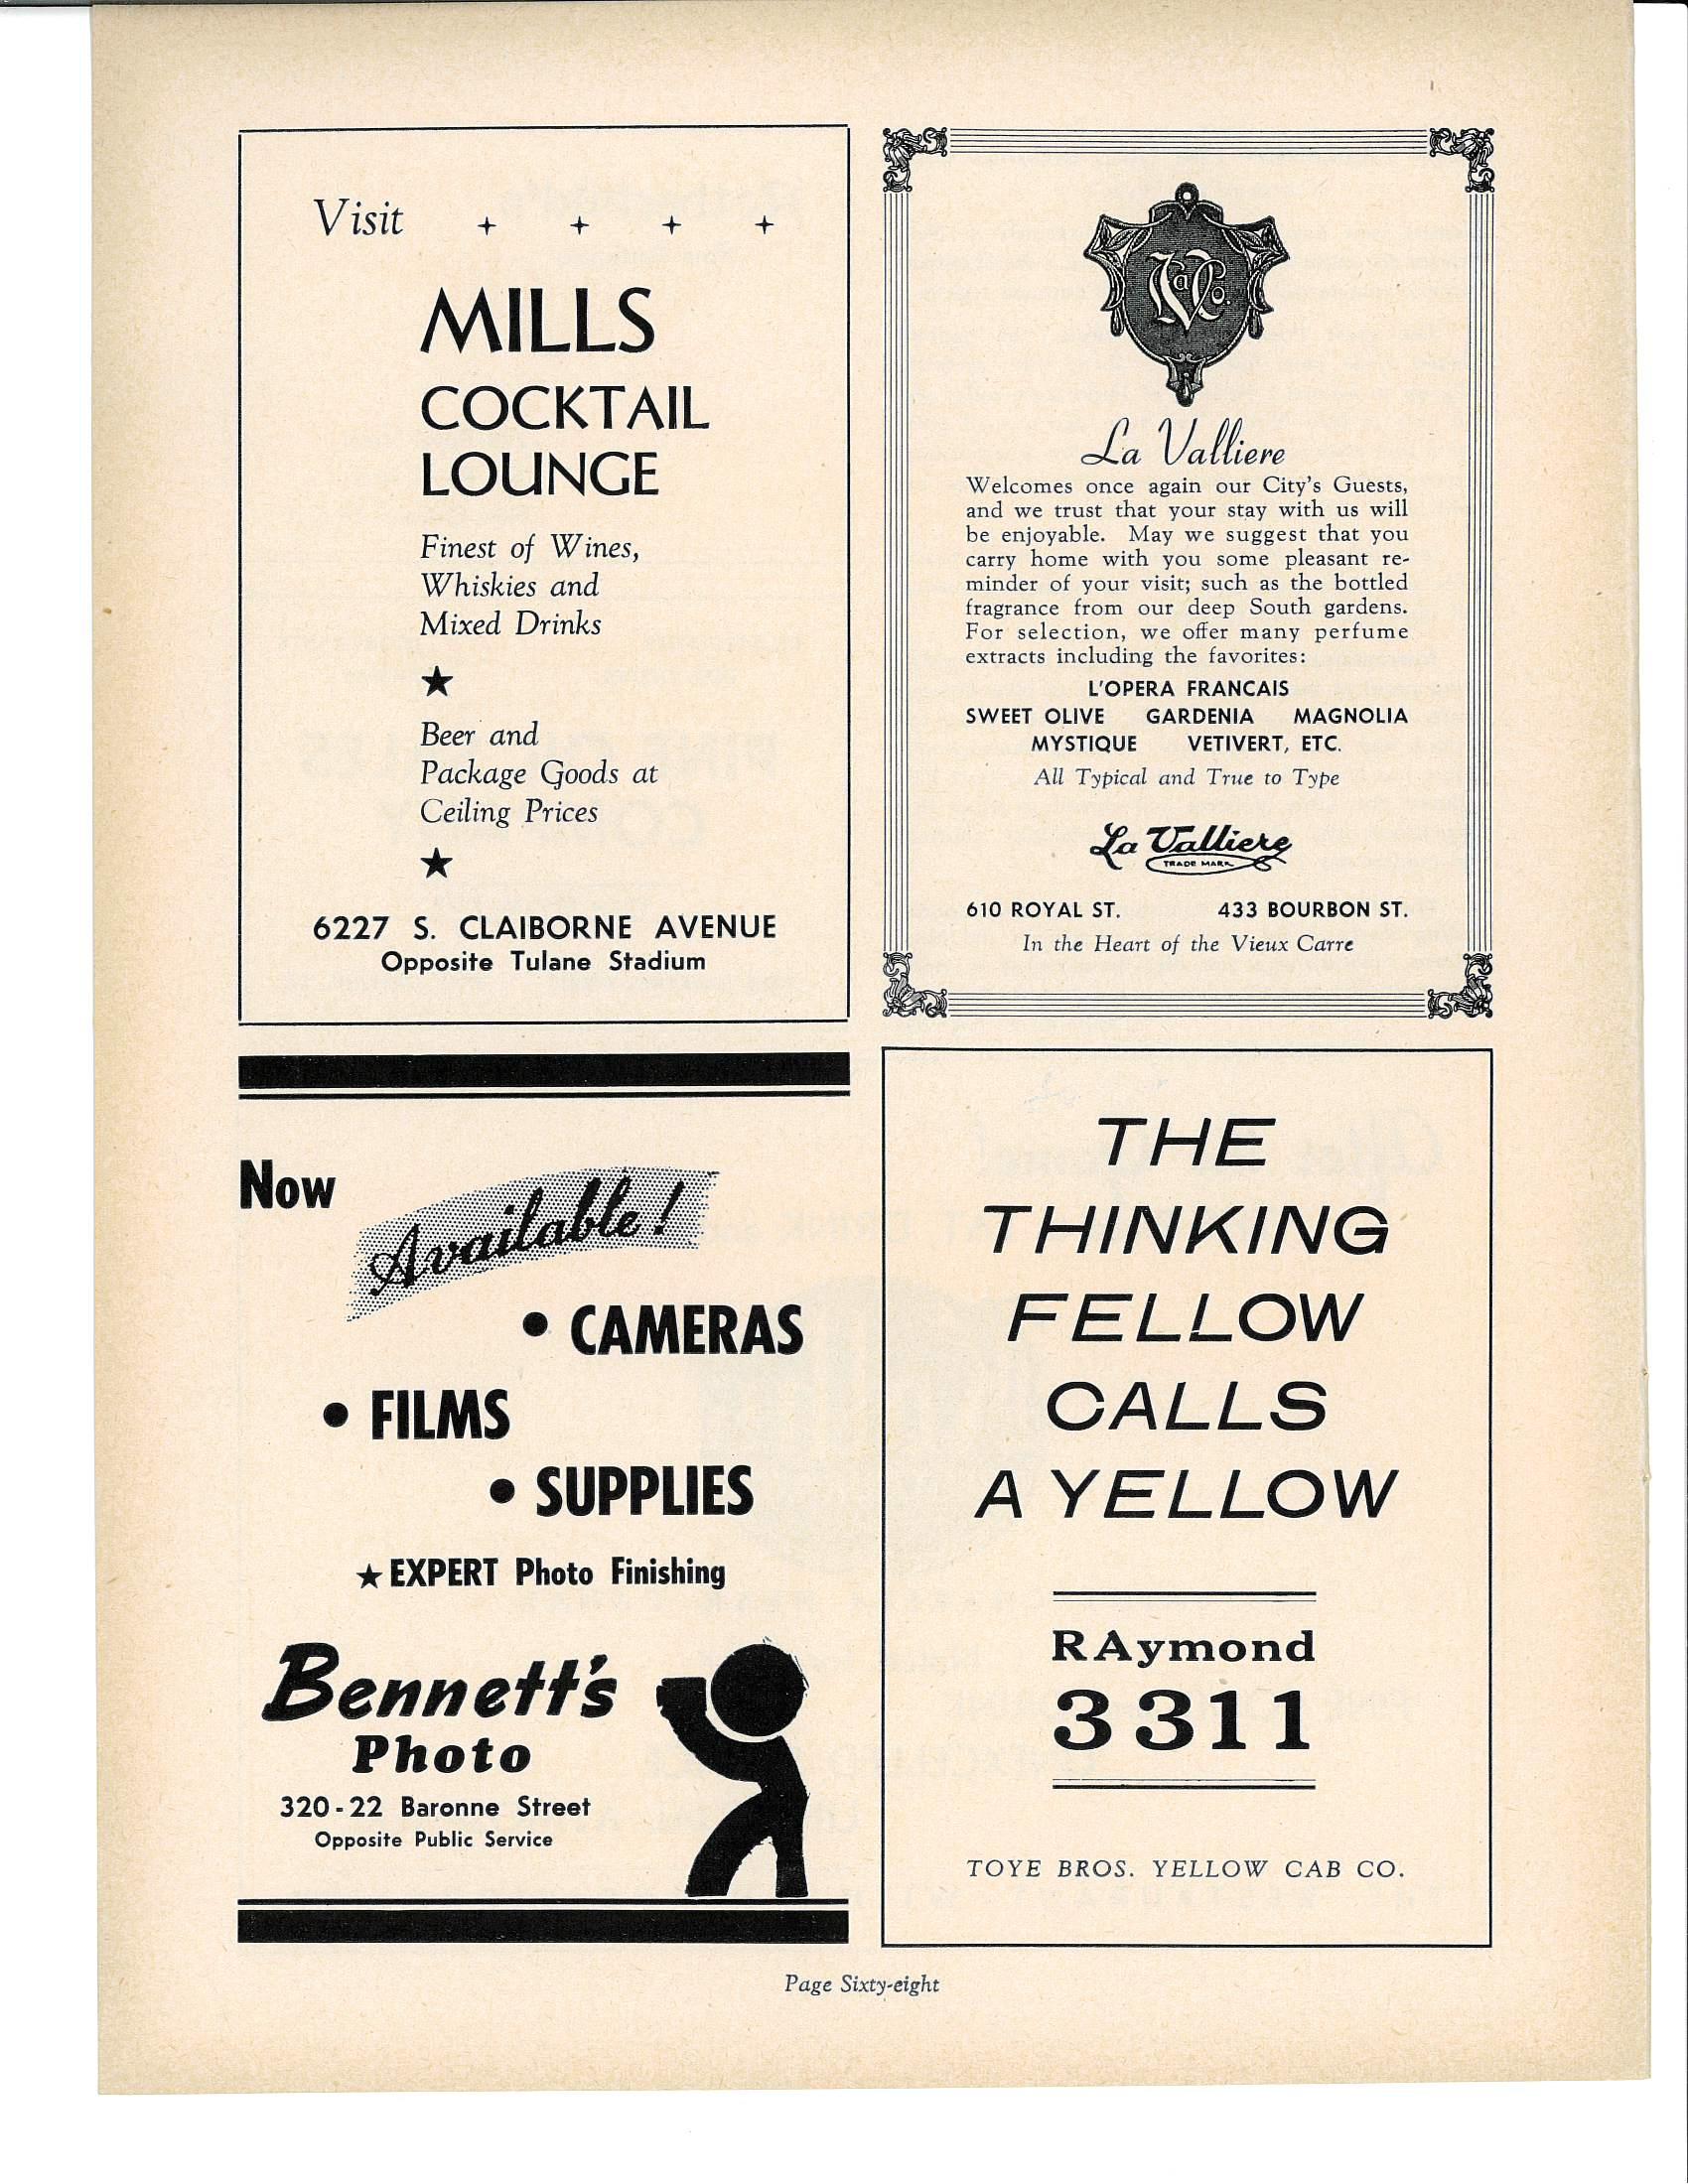 Visit + + + +
MILLS
COCKTAIL
LOUNGE
Finest of Wines,
Whiskies and
Mixed Drinks
★
Beer and
Package Goods at
Ceiling Prices
★
6227 S. CLAIBORNE AVENUE
Opposite Tulane Stadium
La Valliere
Welcomes once again our City's Guests,
and we trust that your stay with us will
be enjoyable. May we suggest that you
carry home with you some pleasant re-
minder of your visit; such as the bottled
fragrance from our deep South gardens.
For selection, we offer many perfume
extracts including the favorites:
L'OPERA FRANCAIS
SWEET OLIVE GARDENIA MAGNOLIA
MYSTIQUE VETIVERT, ETC.
All Typical and True to Type
La Valliere
TRADE MARK
610 ROYAL ST. 433 BOURBON ST.
In the Heart of the Vieux Carre
Now
Available!
• CAMERAS
• FILMS
• SUPPLIES
★ EXPERT Photo Finishing
Bennett's
Photo
320-22 Baronne Street
Opposite Public Service
THE
THINKING
FELLOW
CALLS
A YELLOW
RAymond
3311
TOYE BROS. YELLOW CAB CO.
Page Sixty-eight